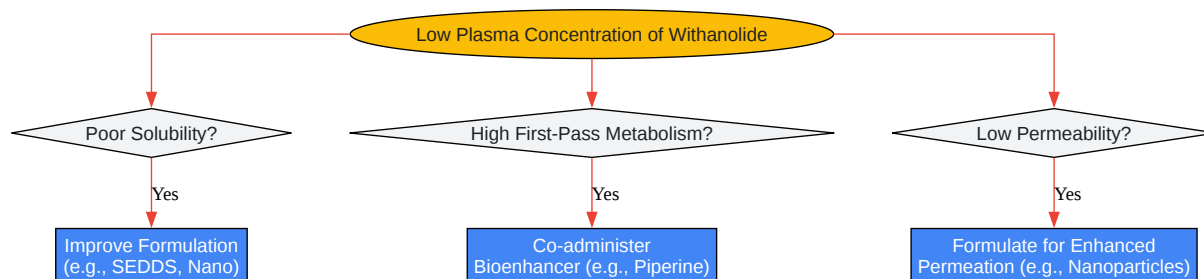 Low Plasma Concentration of Withanolide
Poor Solubility?
High First-Pass Metabolism?
Low Permeability?
Yes
Yes
Yes
Improve Formulation
(e.g., SEDDS, Nano)
Co-administer
Bioenhancer (e.g., Piperine)
Formulate for Enhanced
Permeation (e.g., Nanoparticles)